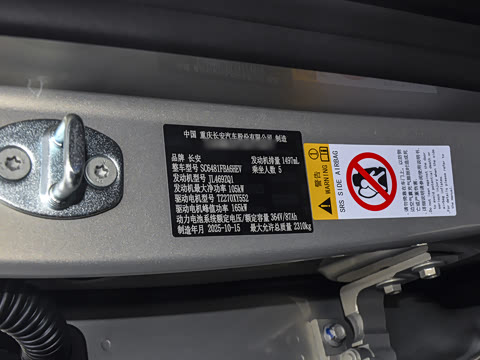 中国 重庆长安汽车股份有限公司 制造
品牌 长安 发动机排量 1497mL
整车型号 SC6481FBA6HEV 乘坐人数 5
发动机型号 JL469ZQ1
发动机最大净功率 105kW
驱动电机型号 TZ270XY552
驱动电机峰值功率 165kW
动力电池系统额定电压/额定容量 364V/87Ah
制造年月 2025-10-15 最大允许总质量 2310kg
警告
WARNING
SRS SIDE AIRBAG